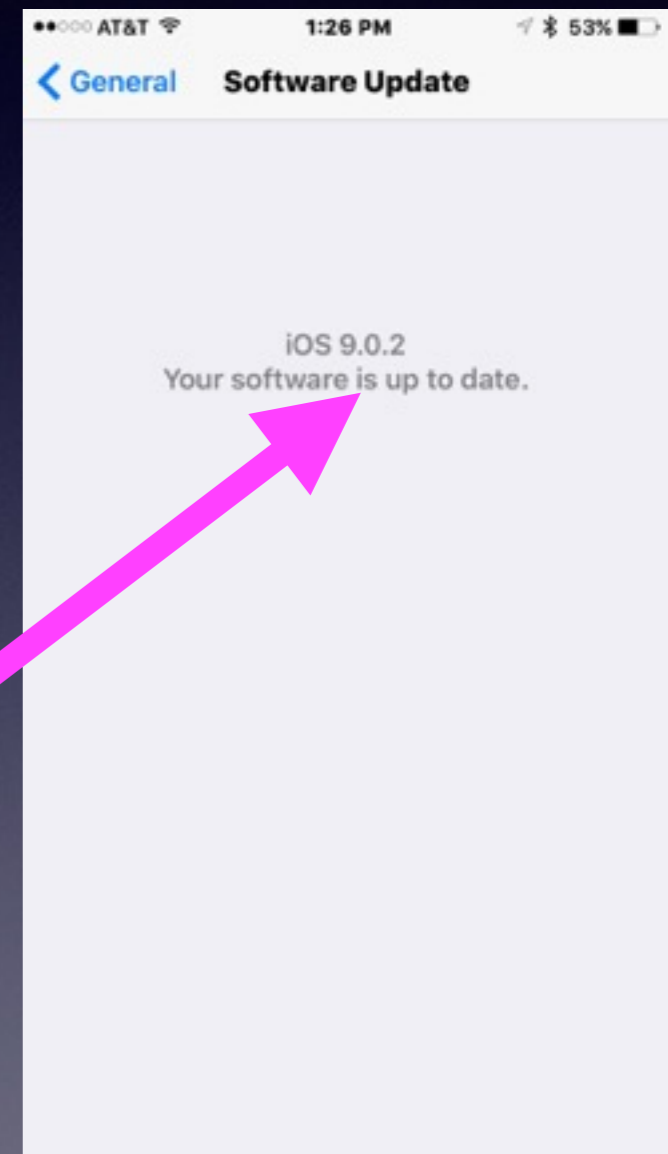 AT&T 1:26 PM 53%
General Software Update
iOS 9.0.2
Your software is up to date.